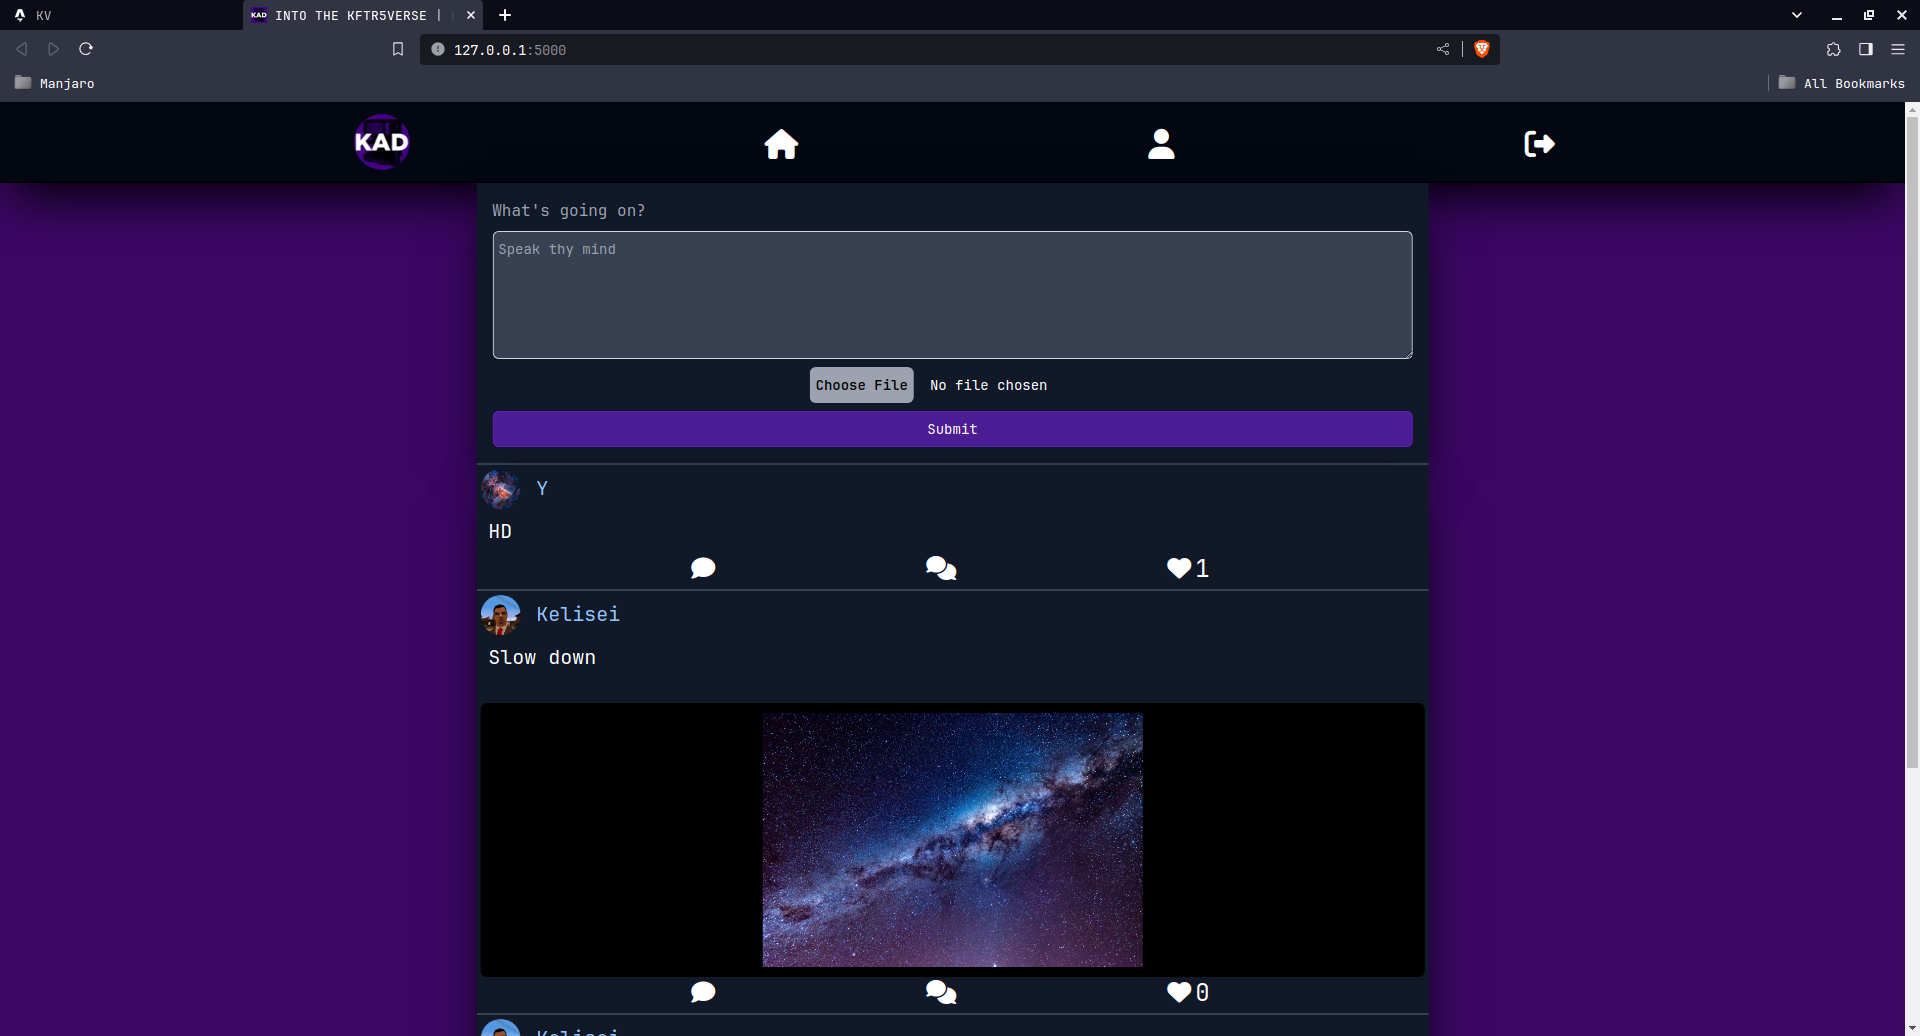 KV
KAD INTO THE KFTR5VERSE |
127.0.0.1:5000
Manjaro
All Bookmarks
KAD
What's going on?
Speak thy mind
Choose File No file chosen
Submit
Y
HD
1
Kelisei
Slow down
0
Kelisei